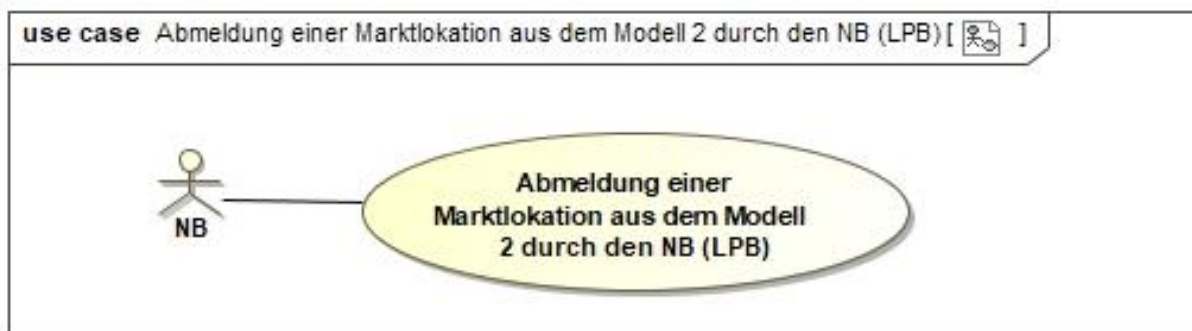 use case Abmeldung einer Marktlokation aus dem Modell 2 durch den NB (LPB) [ ]
Abmeldung einer
Marktlokation aus dem Modell
2 durch den NB (LPB)
NB